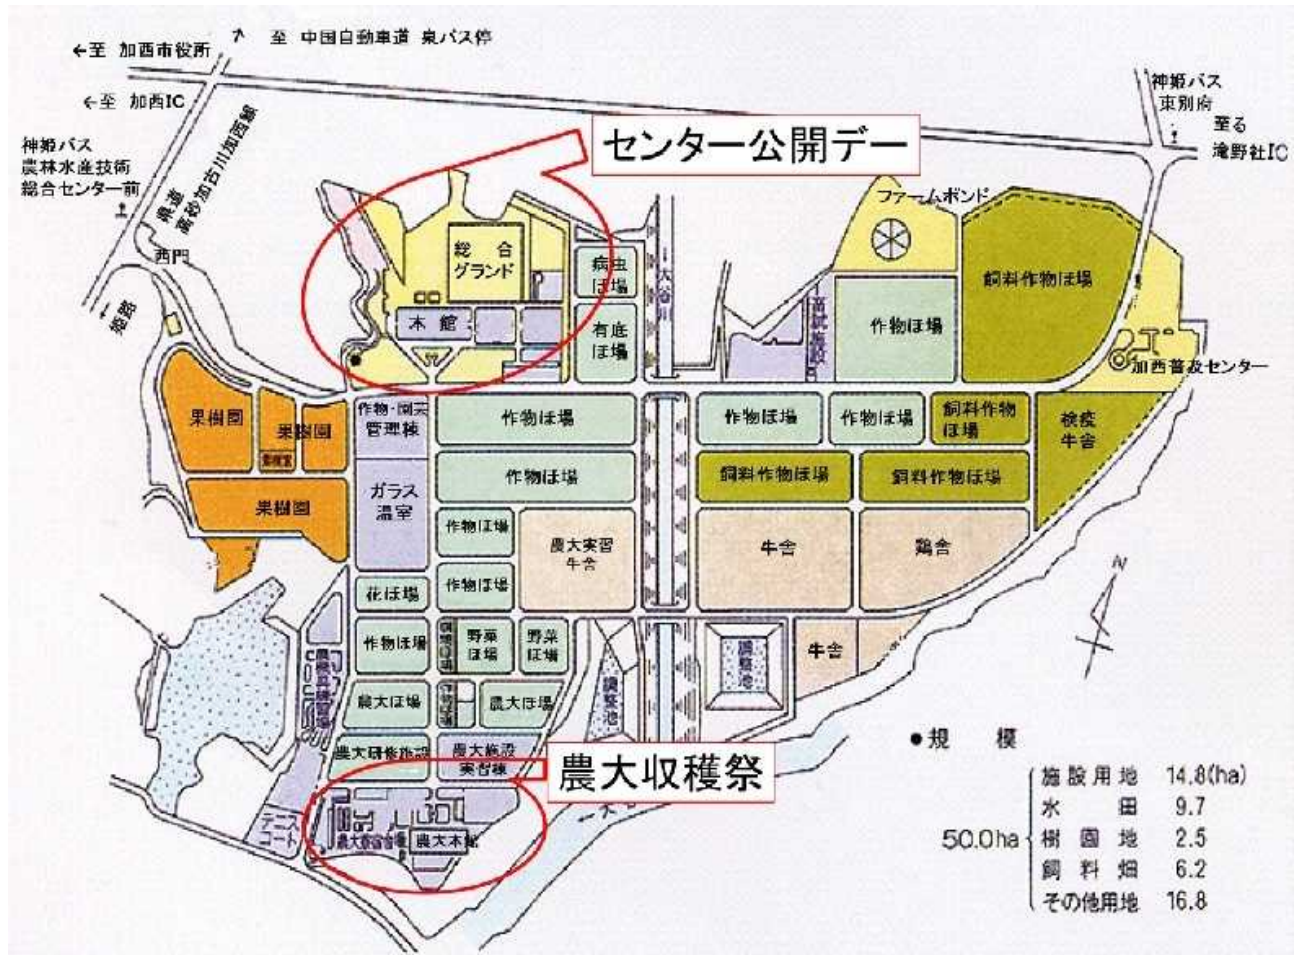 ←至 加西市役所
至 中国自動車道 泉バス停
←至 加西IC
神姫バス
農林水産技術
総合センター前
県道
高砂加古川加西線
西門
←姫路
神姫バス
東別府
至る
滝野社IC
センター公開デー
ファームポンド
総合
グランド
本館
病虫
ほ場
有底
ほ場
大谷川
作物ほ場
飼料作物ほ場
加西普及センター
果樹園
果樹園
果樹園
作物・園芸
管理棟
ガラス
温室
作物ほ場
作物ほ場
作物ほ場
作物ほ場
作物ほ場
作物ほ場
飼料作物
ほ場
検疫
牛舎
飼料作物ほ場
飼料作物ほ場
農大実習
牛舎
牛舎
鶏舎
花ほ場
作物ほ場
野菜
ほ場
野菜
ほ場
調整池
調整池
牛舎
N
農大ほ場
農大ほ場
農大研修施設
農大施設
実習棟
農大収穫祭
テニス
コート
農大本館
●規模
50.0ha
施設用地 14.8(ha)
水田 9.7
樹園地 2.5
飼料畑 6.2
その他用地 16.8